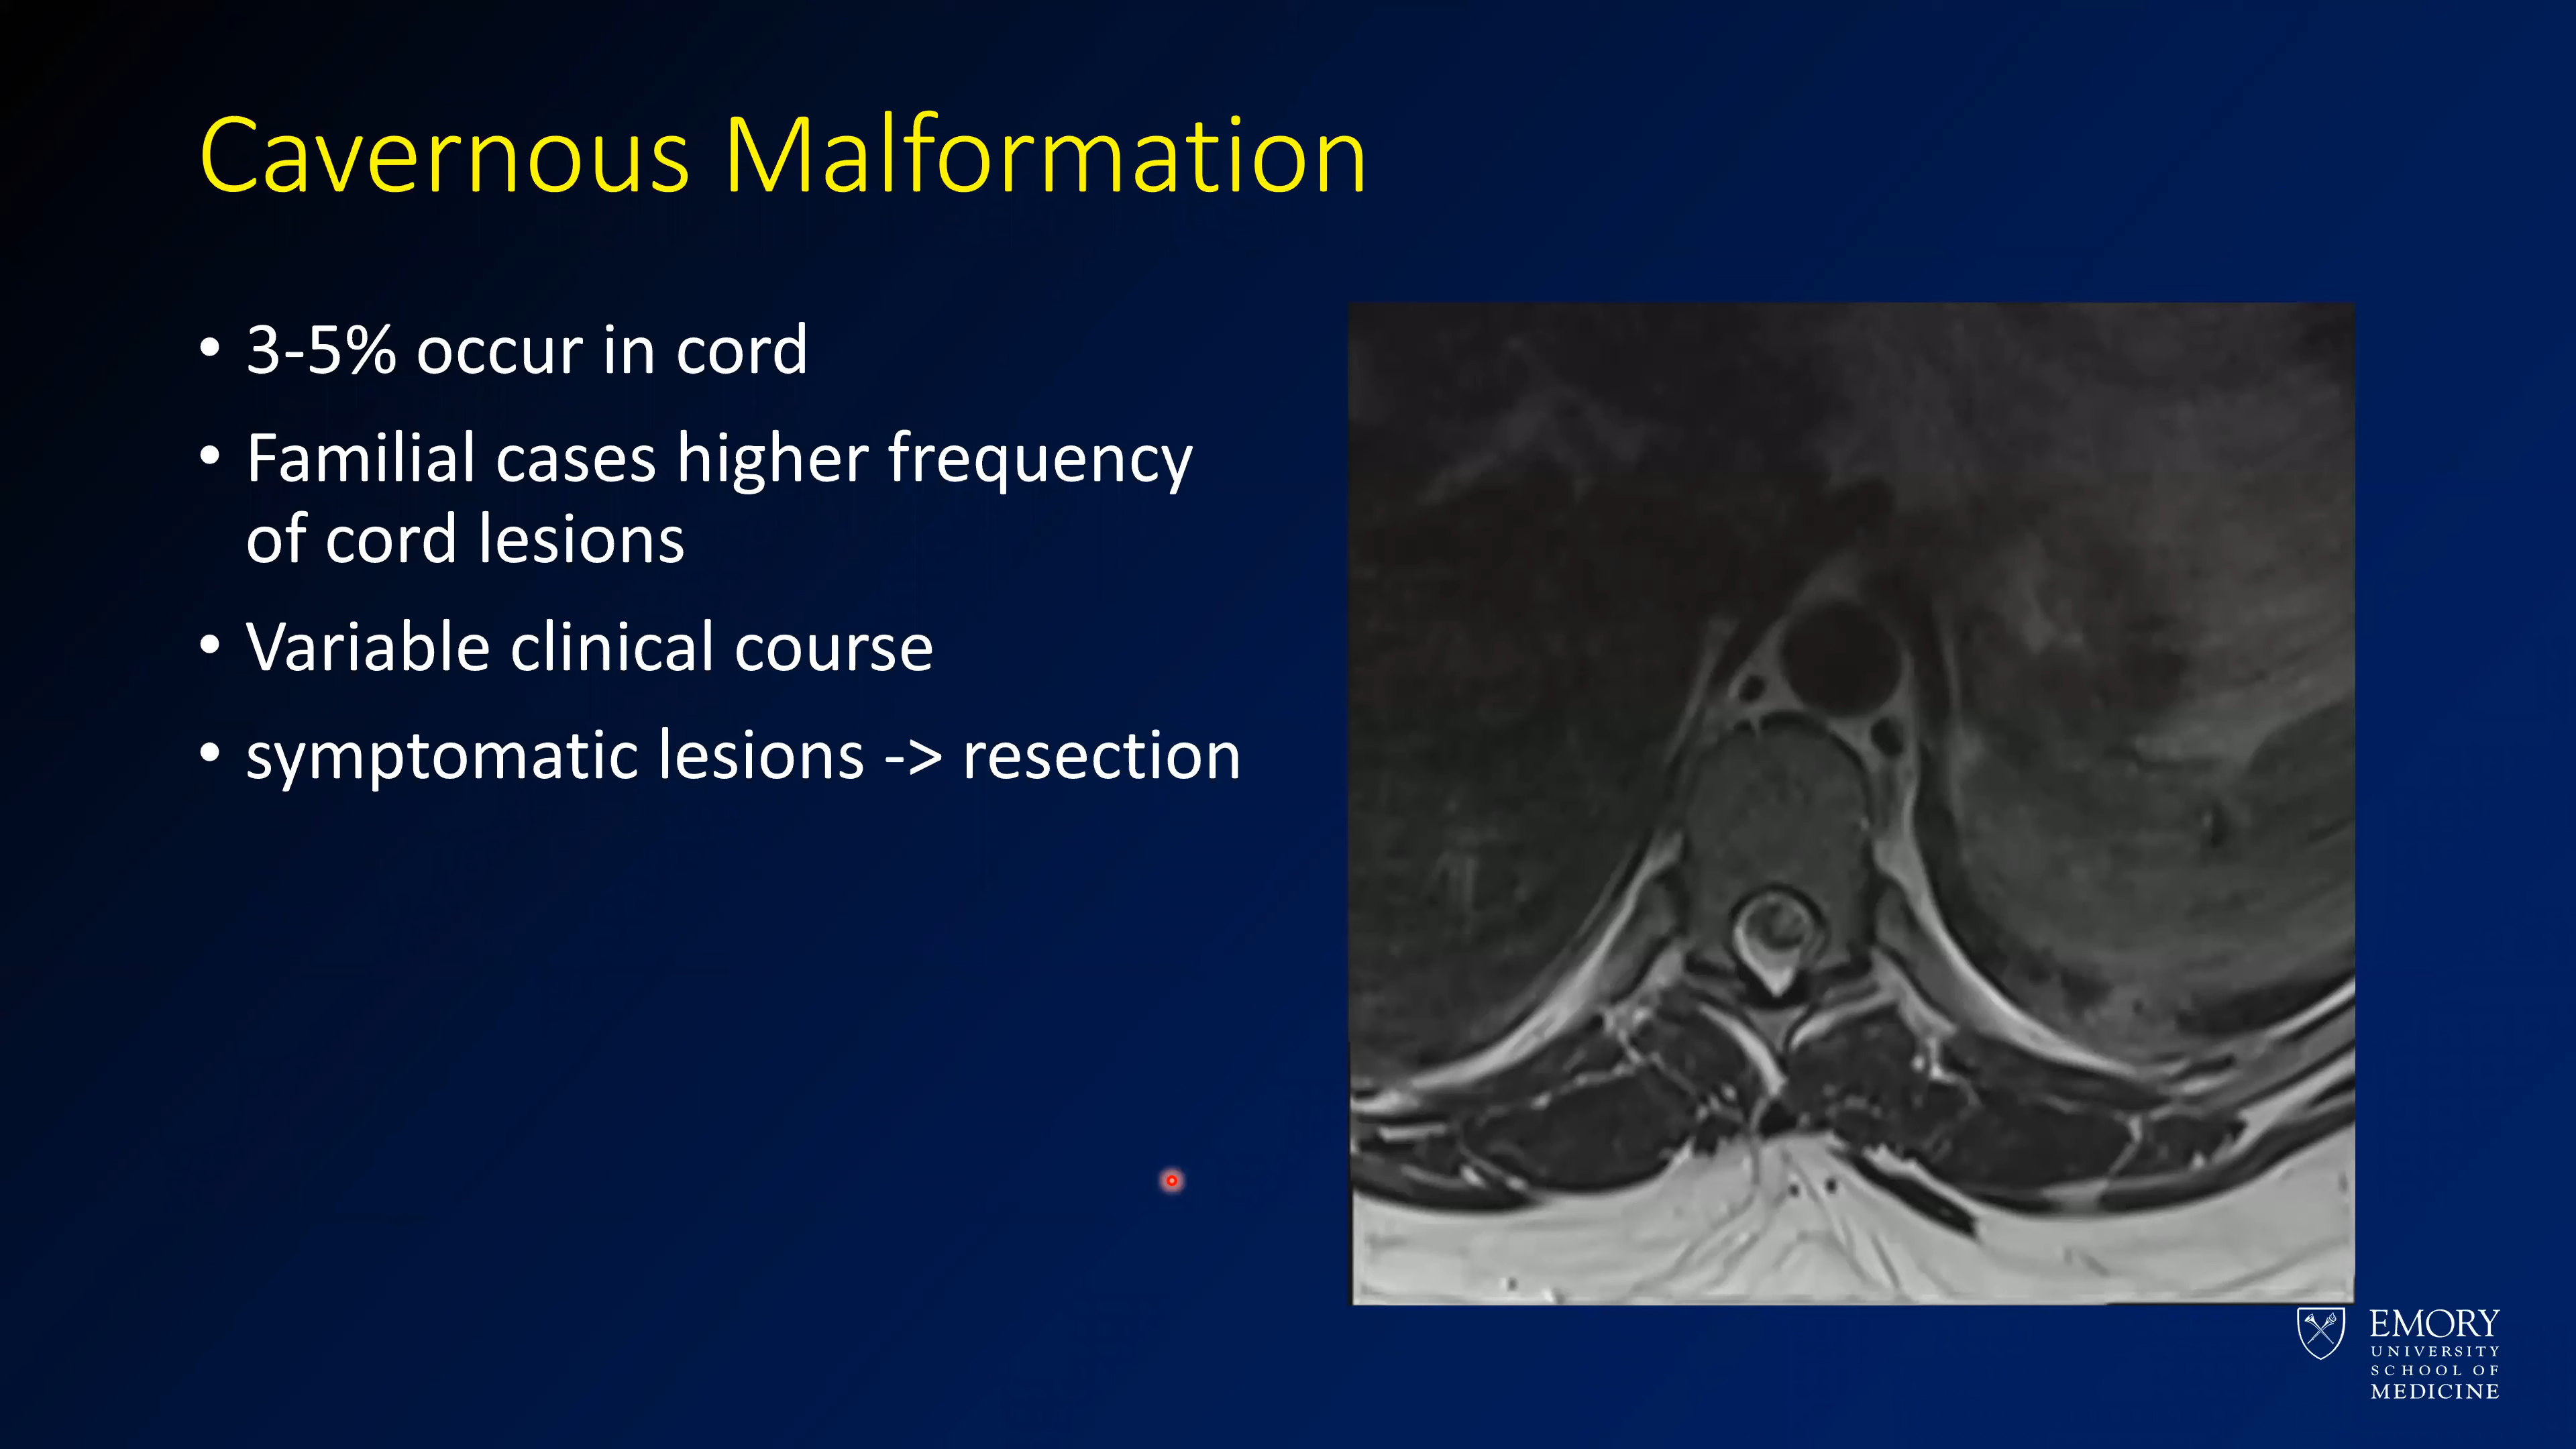 Cavernous Malformation
• 3-5% occur in cord
• Familial cases higher frequency
of cord lesions
• Variable clinical course
• symptomatic lesions -> resection
EMORY
UNIVERSITY
SCHOOL OF
MEDICINE